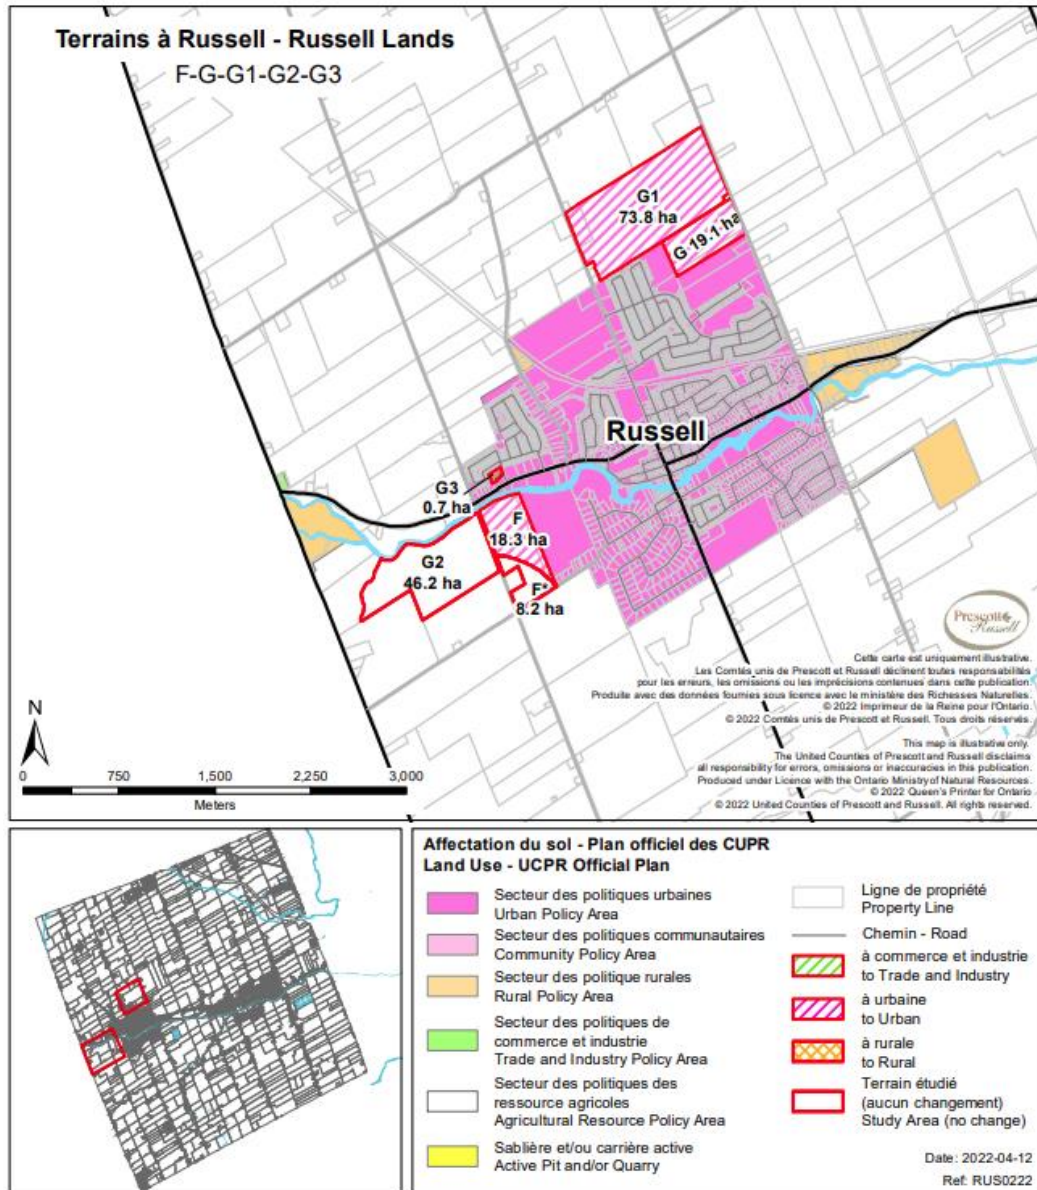 Terrains à Russell - Russell Lands
F-G-G1-G2-G3
G1
73.8 ha
G 19.1 ha
Russell
G3
0.7 ha
F
18.3 ha
G2
46.2 ha
F*
8.2 ha
Prescott
Russell
Cette carte est uniquement illustrative.
Les Comtés unis de Prescott et Russell déclinent toutes responsabilités
pour les erreurs, les omissions ou les imprécisions contenues dans cette publication.
Produite avec des données fournies sous licence avec le ministère des Richesses Naturelles.
© 2022 Imprimeur de la Reine pour l'Ontario.
© 2022 Comtés unis de Prescott et Russell. Tous droits réservés.
This map is illustrative only.
The United Counties of Prescott and Russell disclaims
all responsibility for errors, omissions or inaccuracies in this publication.
Produced under Licence with the Ontario Ministry of Natural Resources.
© 2022 Queen's Printer for Ontario
© 2022 United Counties of Prescott and Russell. All rights reserved.
N
0 750 1,500 2,250 3,000
Meters
Affectation du sol - Plan officiel des CUPR
Land Use - UCPR Official Plan
Secteur des politiques urbaines
Urban Policy Area
Secteur des politiques communautaires
Community Policy Area
Secteur des politique rurales
Rural Policy Area
Secteur des politiques de
commerce et industrie
Trade and Industry Policy Area
Secteur des politiques des
ressource agricoles
Agricultural Resource Policy Area
Sablière et/ou carrière active
Active Pit and/or Quarry
Ligne de propriété
Property Line
Chemin - Road
à commerce et industrie
to Trade and Industry
à urbaine
to Urban
à rurale
to Rural
Terrain étudié
(aucun changement)
Study Area (no change)
Date: 2022-04-12
Ref: RUS0222